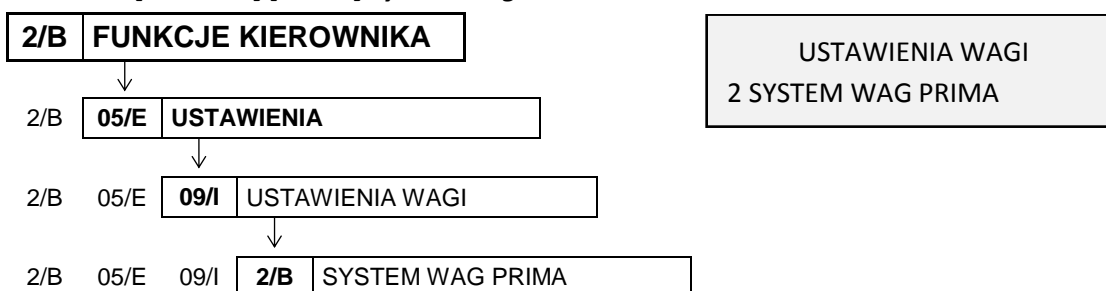 2/B FUNKCJE KIEROWNIKA
USTAWIENIA WAGI
2 SYSTEM WAG PRIMA
2/B 05/E USTAWIENIA
2/B 05/E 09/I USTAWIENIA WAGI
2/B 05/E 09/I 2/B SYSTEM WAG PRIMA